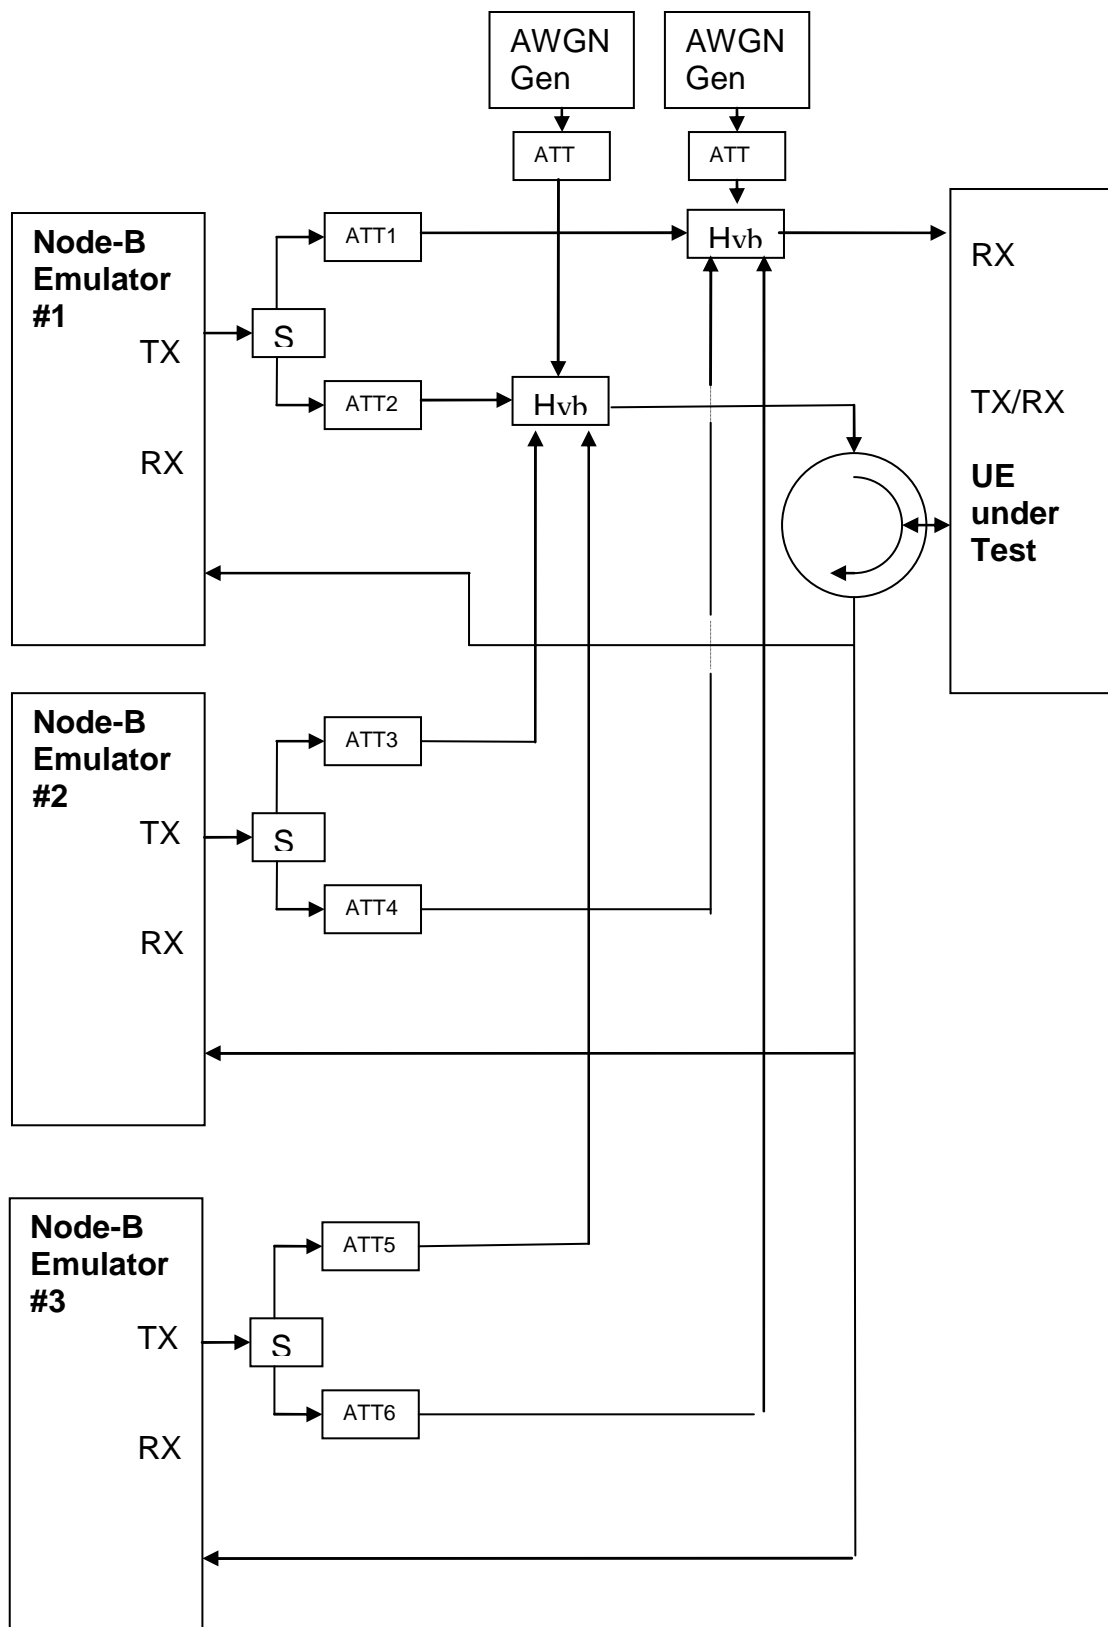 AWGN
Gen
AWGN
Gen
ATT
ATT
Node-B
Emulator
#1
TX
RX
S
ATT1
ATT2
Hyb
Hyb
RX
TX/RX
UE
under
Test
Node-B
Emulator
#2
TX
RX
S
ATT3
ATT4
Node-B
Emulator
#3
TX
RX
S
ATT5
ATT6